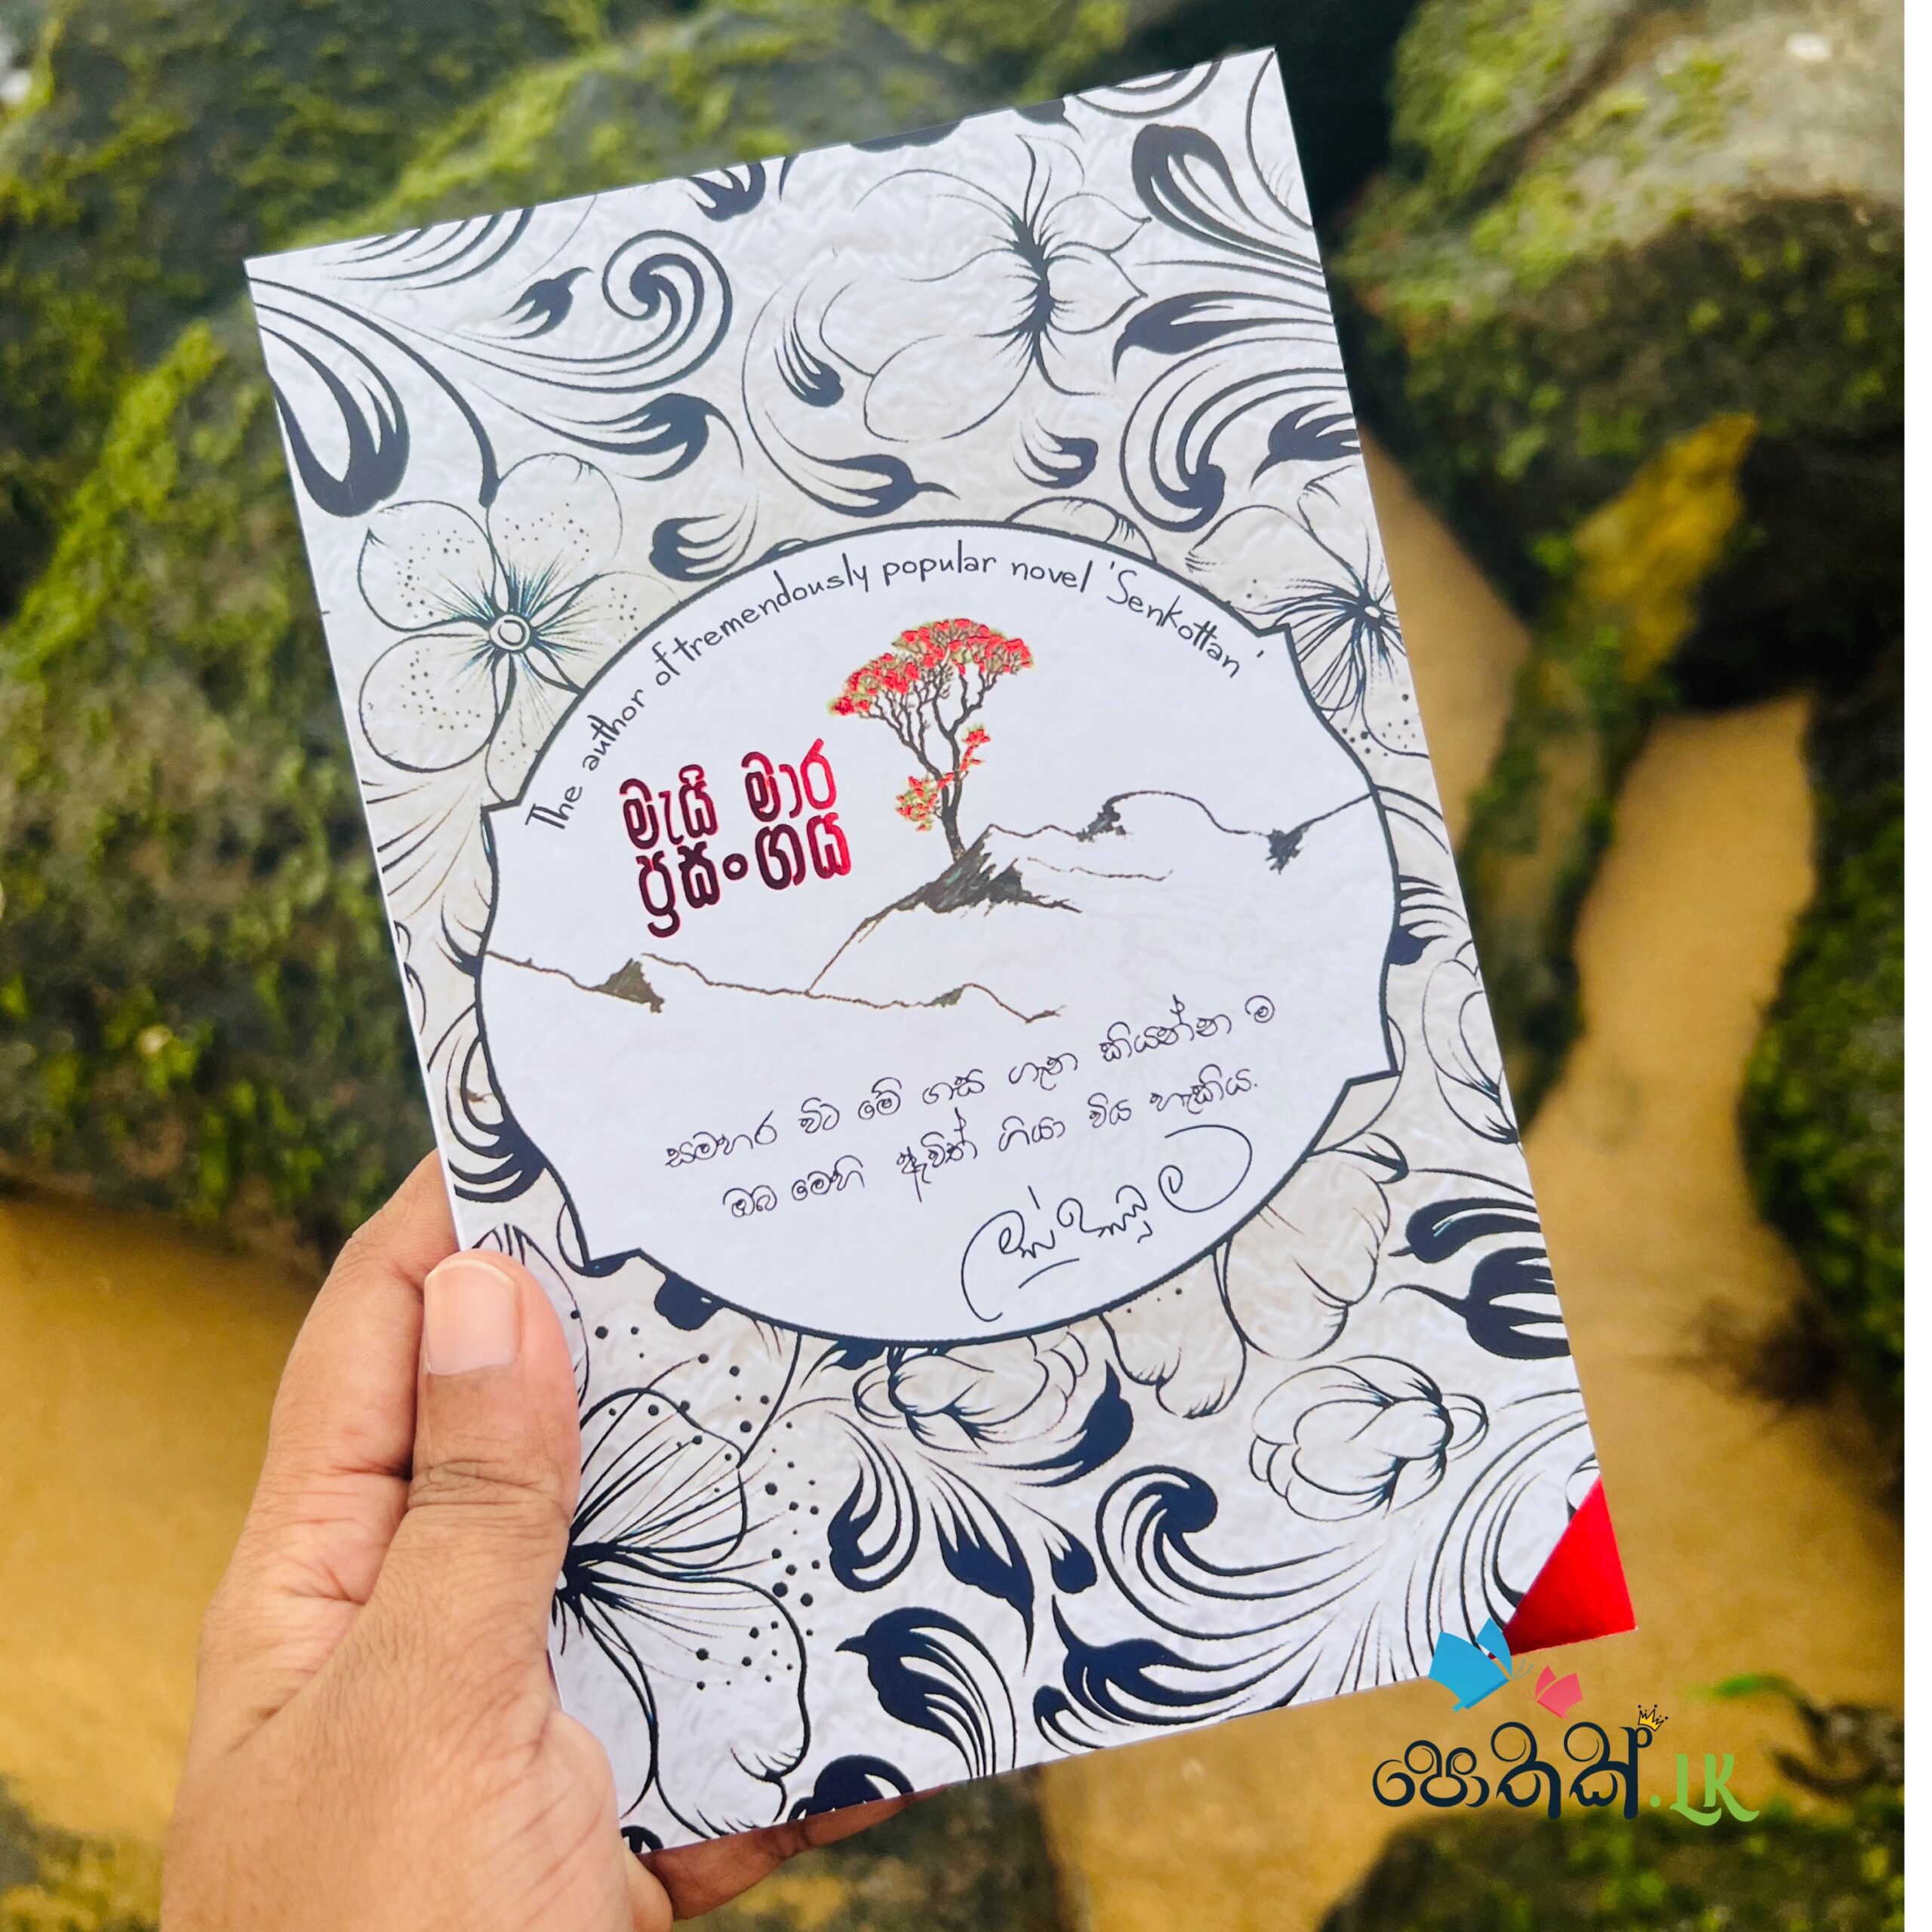 The author of tremendously popular novel 'Senkottan'
මැයි මාර
ප්‍රසංගය
සමහර විට මේ ගස ගැන කියන්න ම
ඔබ මෙහි ඇවිත් ගියා විය හැකිය.
පොතක්.LK